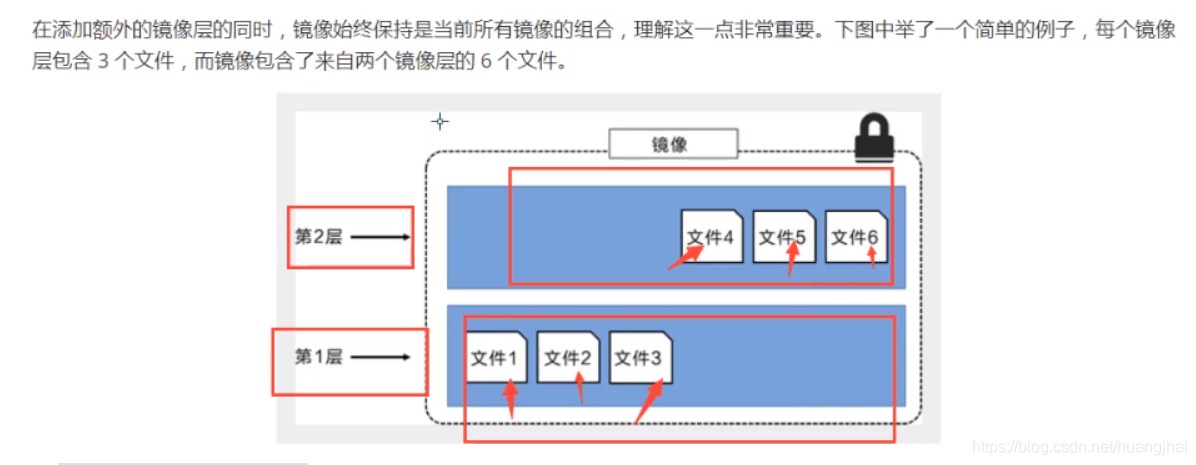 在添加额外的镜像层的同时，镜像始终保持是当前所有镜像的组合，理解这一点非常重要。下图中举了一个简单的例子，每个镜像
层包含 3 个文件，而镜像包含了来自两个镜像层的 6 个文件。
镜像
第2层
文件4 文件5 文件6
第1层
文件1 文件2 文件3
https://blog.csdn.net/huangjhai